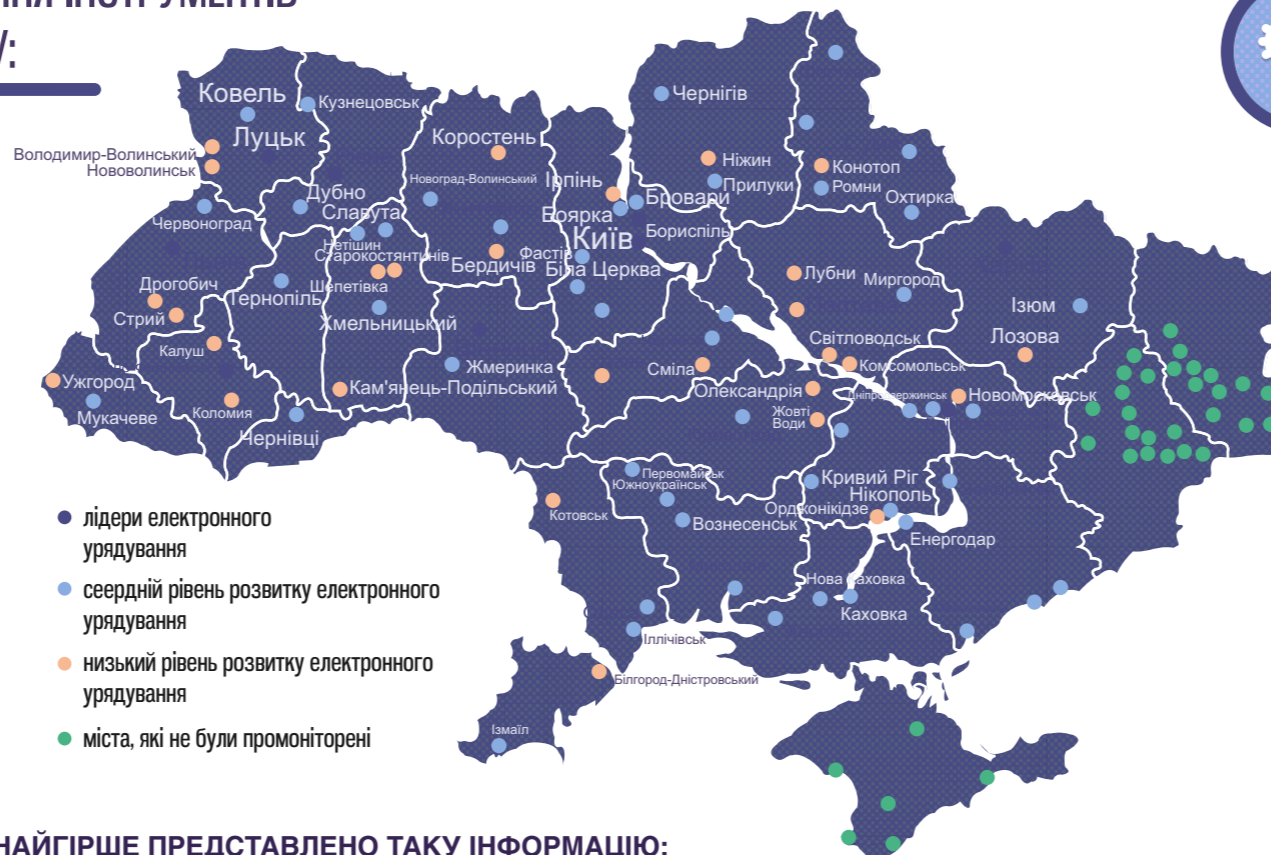 ІНСТРУМЕНТІВ
Ковель
Кузнецовськ
Чернігів
Луцьк
Коростень
Володимир-Волинський
Нововолинськ
Ніжин
Конотоп
Новоград-Волинський
Ірпінь
Прилуки
Ромни
Дубно
Бровари
Охтирка
Червоноград
Славута
Боярка
Київ
Бориспіль
Нетішин
Старокостянтинів
Фастів
Бердичів
Біла Церква
Лубни
Миргород
Дрогобич
Тернопіль
Шепетівка
Ізюм
Стрий
Хмельницький
Світловодськ
Лозова
Калуш
Жмеринка
Сміла
Комсомольськ
Ужгород
Кам'янець-Подільський
Олександрія
Дніпродзержинськ
Новомосковськ
Мукачеве
Коломия
Жовті
Води
Чернівці
Первомайськ
Южноукраїнськ
Кривий Ріг
Нікополь
Котовськ
Вознесенськ
Орджонікідзе
Енергодар
Нова Каховка
Каховка
Іллічівськ
Білгород-Дністровський
Ізмаїл
лідери електронного
урядування
сеердній рівень розвитку електронного
урядування
низький рівень розвитку електронного
урядування
міста, які не були промоніторені
НАЙГІРШЕ ПРЕДСТАВЛЕНО ТАКУ ІНФОРМАЦІЮ: